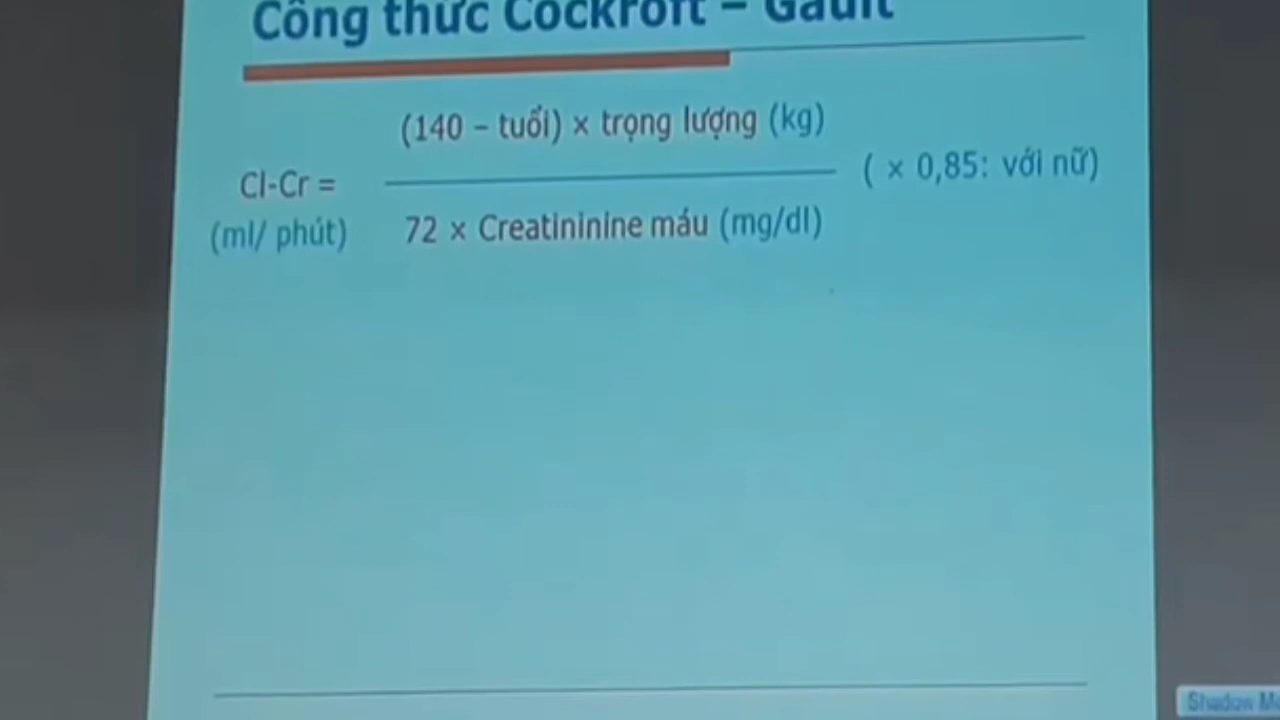 Công thức Cockroft – Gault
(140 – tuổi) × trọng lượng (kg)
Cl-Cr =
( × 0,85: với nữ)
(ml/ phút)
72 × Creatininine máu (mg/dl)
Shadow